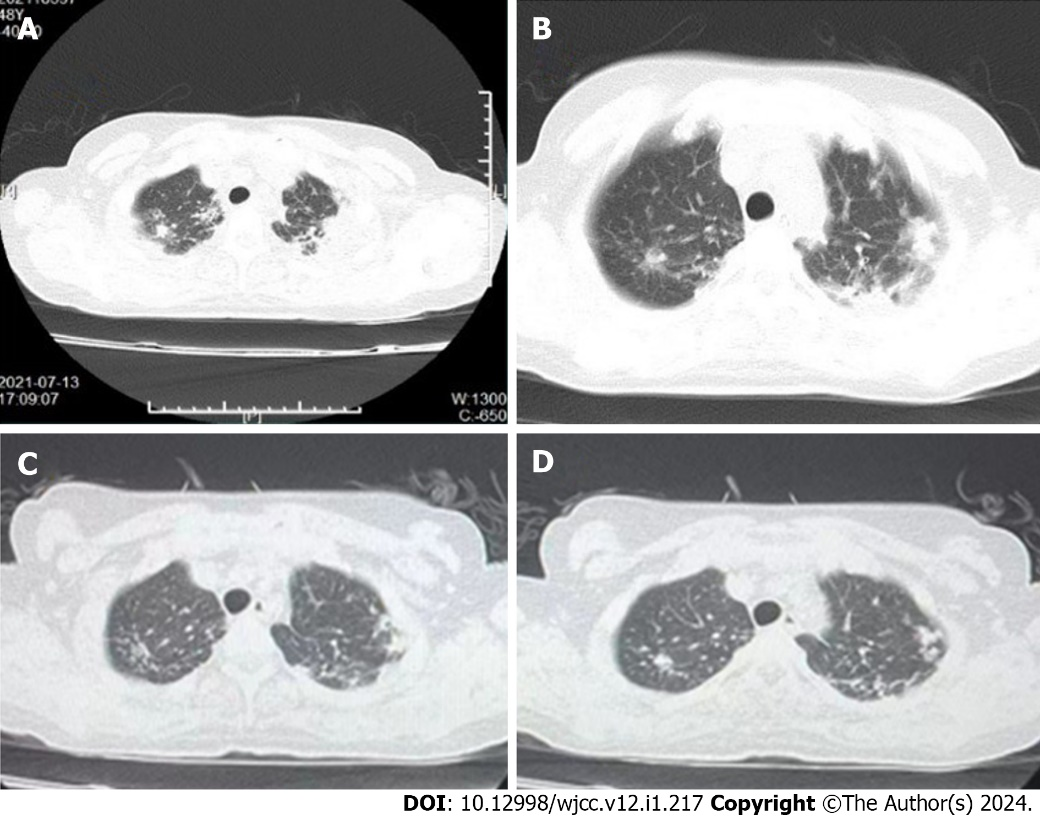 A
48Y
2021-07-13
17:09:07
[P]
W:1300
C:-650
B
C
D
DOI: 10.12998/wjcc.v12.i1.217 Copyright ©The Author(s) 2024.